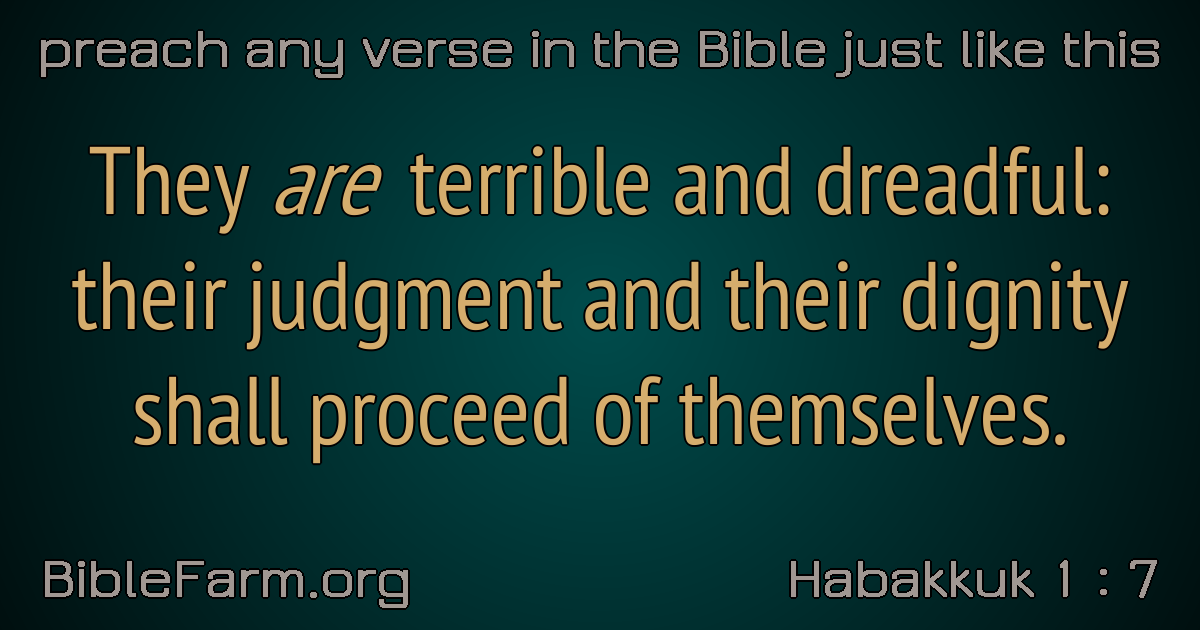 preach any verse in the Bible just like this
They are terrible and dreadful:
their judgment and their dignity
shall proceed of themselves.
BibleFarm.org
Habakkuk 1 : 7